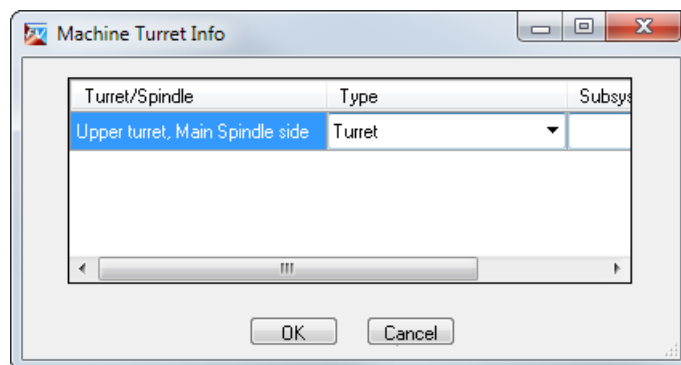 Machine Turret Info
Turret/Spindle Type Subsys
Upper turret, Main Spindle side Turret
OK Cancel